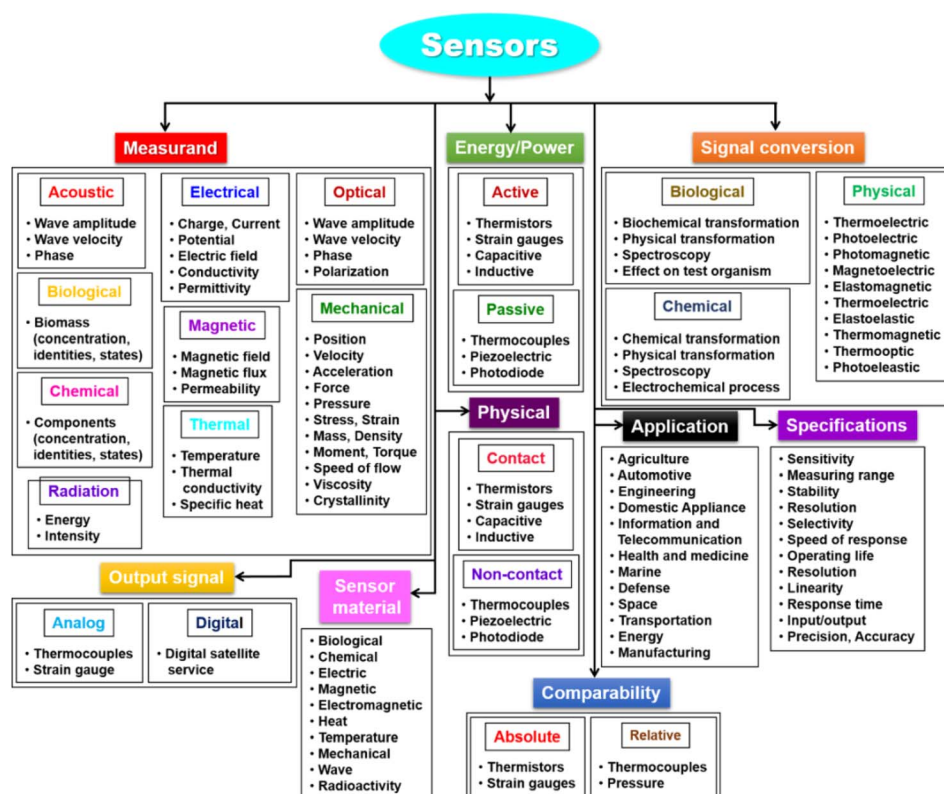 Sensors
Measurand
Acoustic
• Wave amplitude
• Wave velocity
• Phase
Biological
• Biomass
(concentration,
identities, states)
Chemical
• Components
(concentration,
identities, states)
Radiation
• Energy
• Intensity
Electrical
• Charge, Current
• Potential
• Electric field
• Conductivity
• Permittivity
Magnetic
• Magnetic field
• Magnetic flux
• Permeability
Thermal
• Temperature
• Thermal
conductivity
• Specific heat
Optical
• Wave amplitude
• Wave velocity
• Phase
• Polarization
Mechanical
• Position
• Velocity
• Acceleration
• Force
• Pressure
• Stress, Strain
• Mass, Density
• Moment, Torque
• Speed of flow
• Viscosity
• Crystallinity
Energy/Power
Active
• Thermistors
• Strain gauges
• Capacitive
• Inductive
Passive
• Thermocouples
• Piezoelectric
• Photodiode
Signal conversion
Biological
• Biochemical transformation
• Physical transformation
• Spectroscopy
• Effect on test organism
Chemical
• Chemical transformation
• Physical transformation
• Spectroscopy
• Electrochemical process
Physical
• Thermoelectric
• Photoelectric
• Photomagnetic
• Magnetoelectric
• Elastomagnetic
• Thermoelectric
• Elastoelastic
• Thermomagnetic
• Thermooptic
• Photoeleastic
Physical
Contact
• Thermistors
• Strain gauges
• Capacitive
• Inductive
Non-contact
• Thermocouples
• Piezoelectric
• Photodiode
Application
• Agriculture
• Automotive
• Engineering
• Domestic Appliance
• Information and
Telecommunication
• Health and medicine
• Marine
• Defense
• Space
• Transportation
• Energy
• Manufacturing
Specifications
• Sensitivity
• Measuring range
• Stability
• Resolution
• Selectivity
• Speed of response
• Operating life
• Resolution
• Linearity
• Response time
• Input/output
• Precision, Accuracy
Output signal
Analog
• Thermocouples
• Strain gauge
Digital
• Digital satellite
service
Sensor
material
• Biological
• Chemical
• Electric
• Magnetic
• Electromagnetic
• Heat
• Temperature
• Mechanical
• Wave
• Radioactivity
Comparability
Absolute
• Thermistors
• Strain gauges
Relative
• Thermocouples
• Pressure